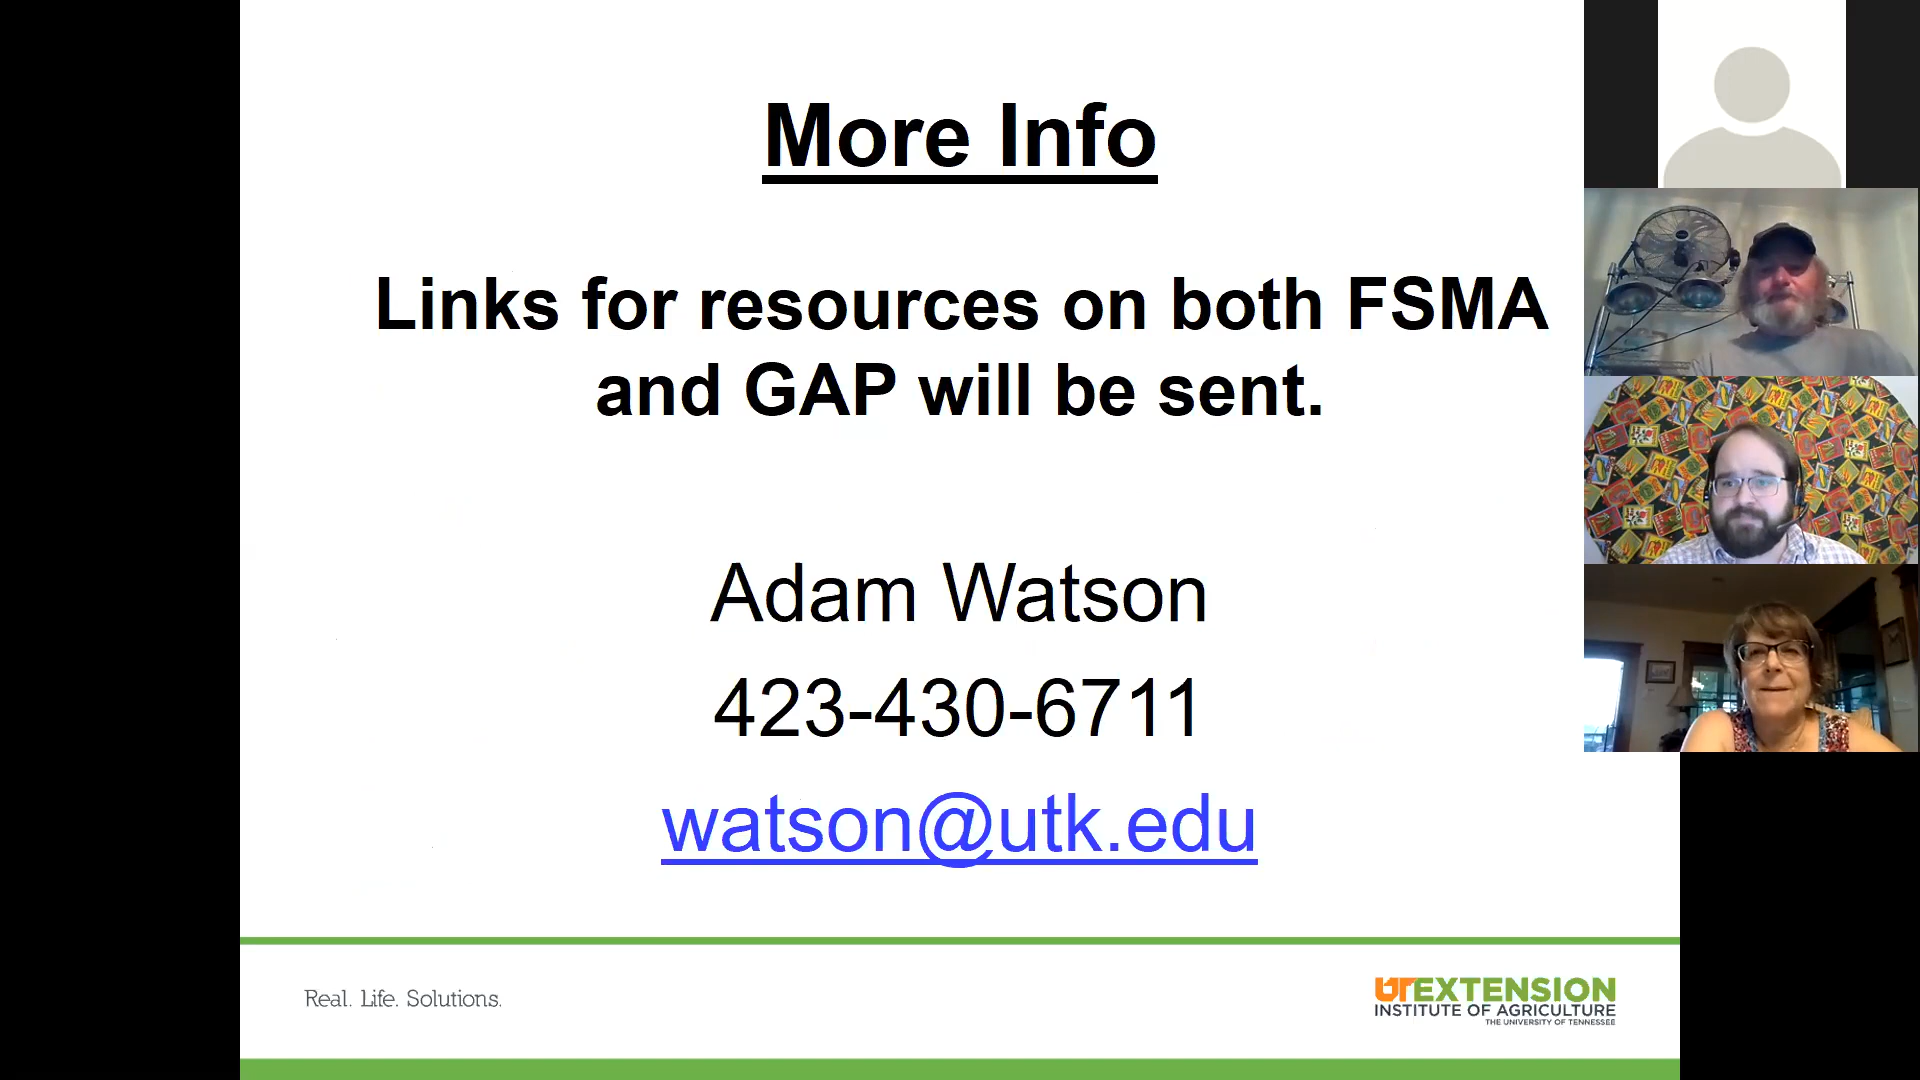 More Info
Links for resources on both FSMA
and GAP will be sent.
Adam Watson
423-430-6711
watson@utk.edu
Real. Life. Solutions.
UTEXTENSION
INSTITUTE OF AGRICULTURE
THE UNIVERSITY OF TENNESSEE